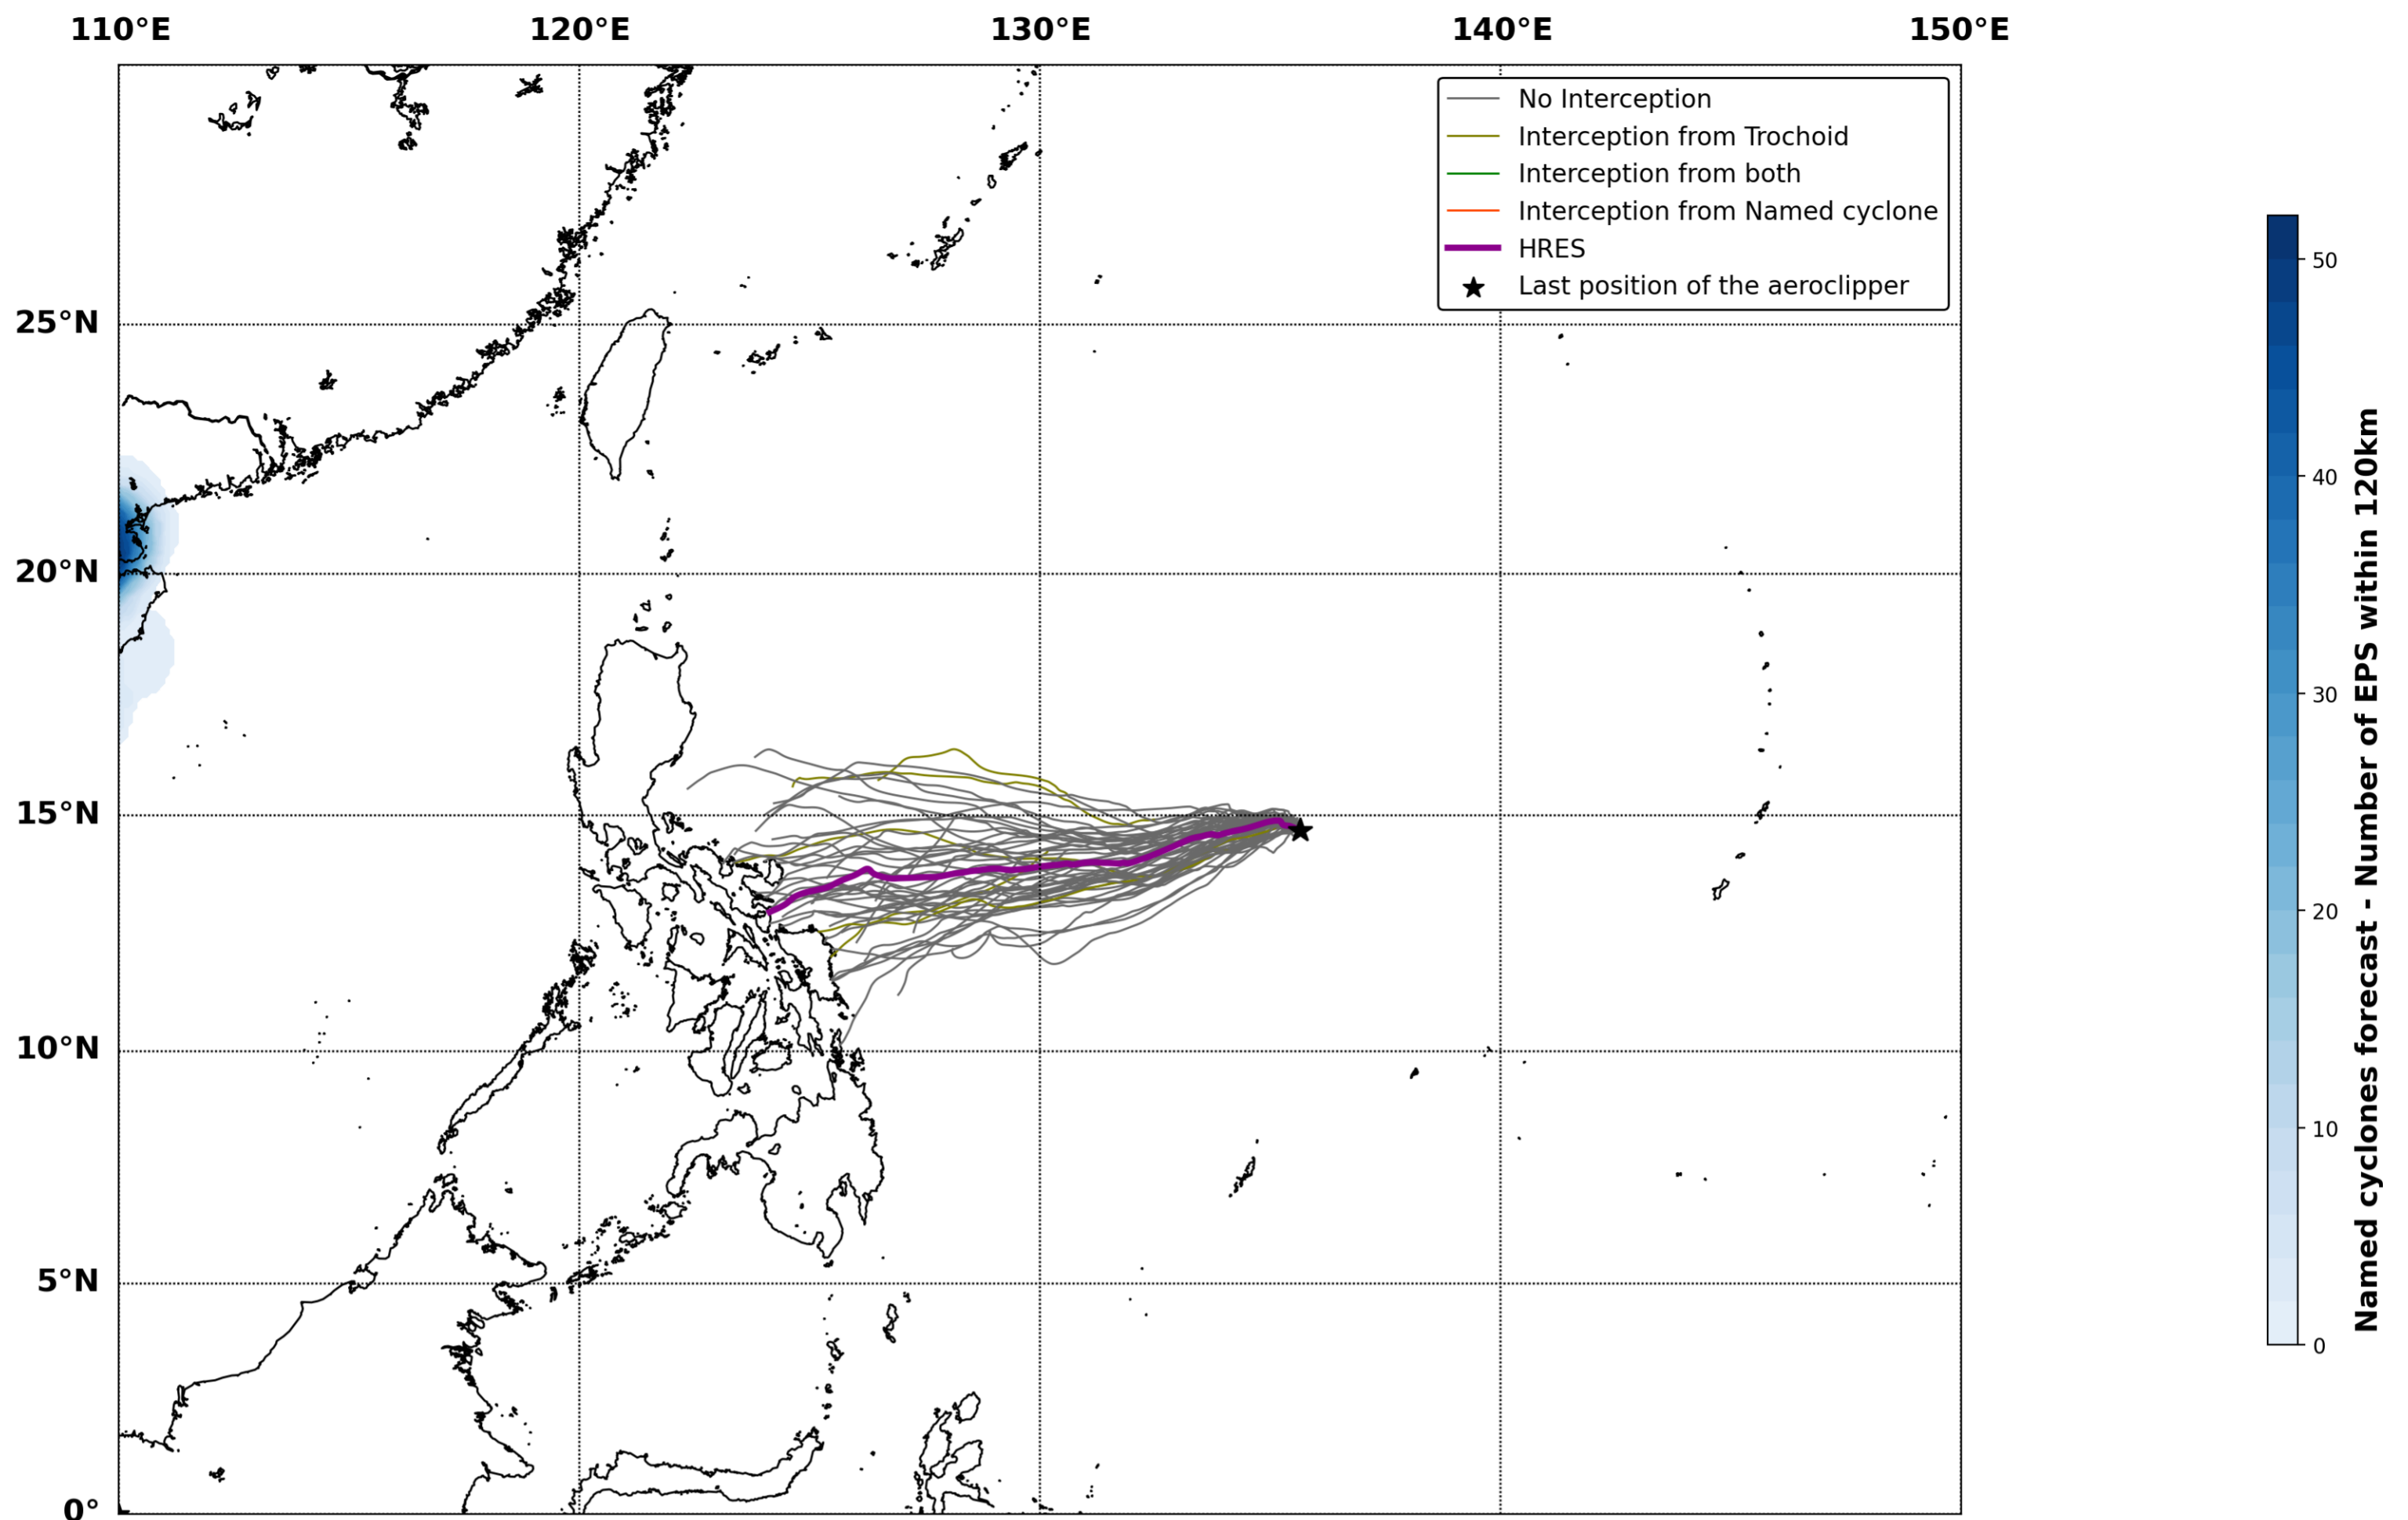 110°E 120°E 130°E 140°E 150°E
No Interception
Interception from Trochoid
Interception from both
Interception from Named cyclone
HRES
Last position of the aeroclipper
25°N
20°N
15°N
10°N
5°N
0°
50
40
30
20
10
0
Named cyclones forecast - Number of EPS within 120km